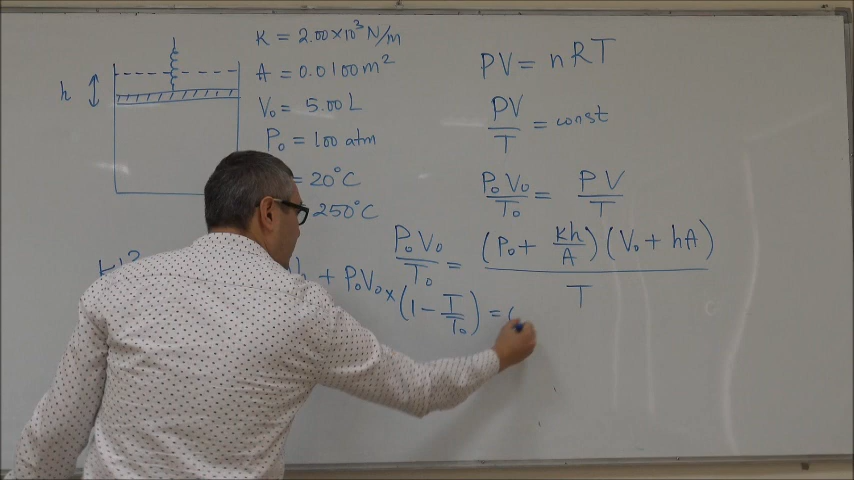 h
K = 2.00×10³ N/m
A = 0.0100 m²
V₀ = 5.00 L
P₀ = 1.00 atm
= 20°C
250°C
PV = nRT
PV/T = const
P₀V₀/T₀ = PV/T
P₀V₀/T₀ = (P₀ + Kh/A)(V₀ + hA)/T
+ P₀V₀ × (1 - T/T₀) =